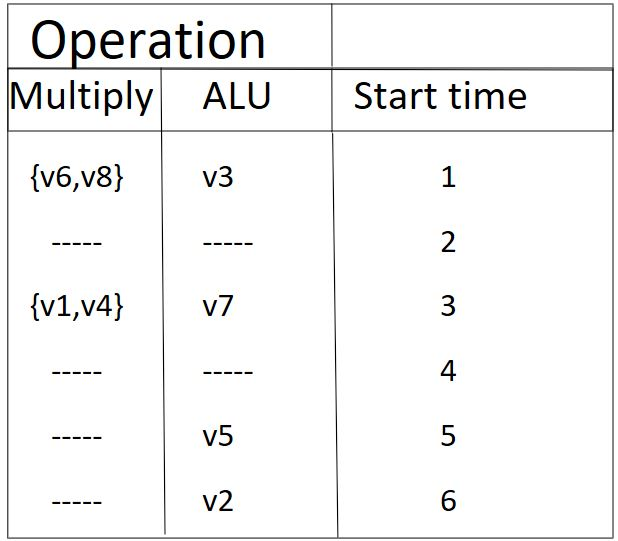 Operation
Multiply ALU Start time
{v6,v8} v3 1
----- ----- 2
{v1,v4} v7 3
----- ----- 4
----- v5 5
----- v2 6